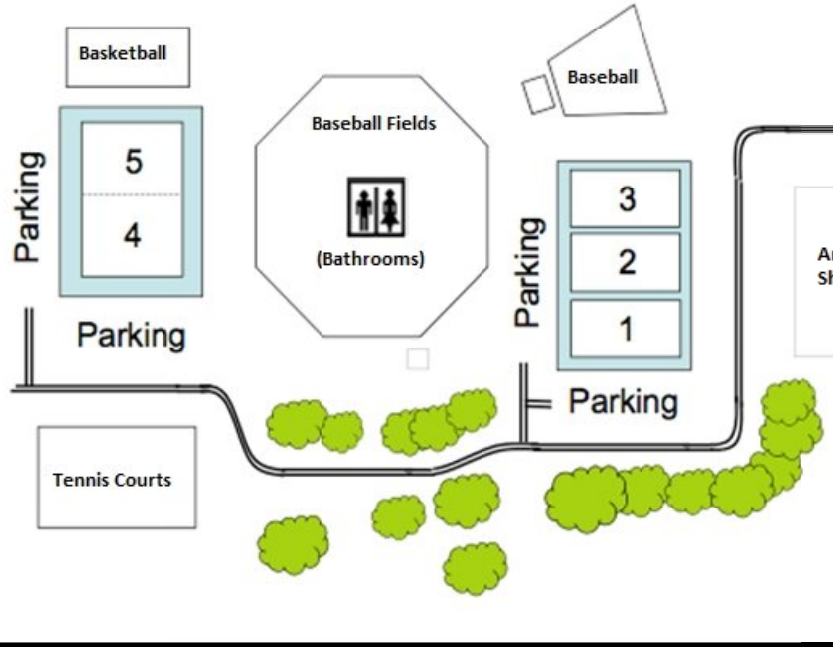 Basketball
Baseball
Baseball Fields
5
Parking
3
4
Parking
2
(Bathrooms)
1
Parking
Parking
Tennis Courts